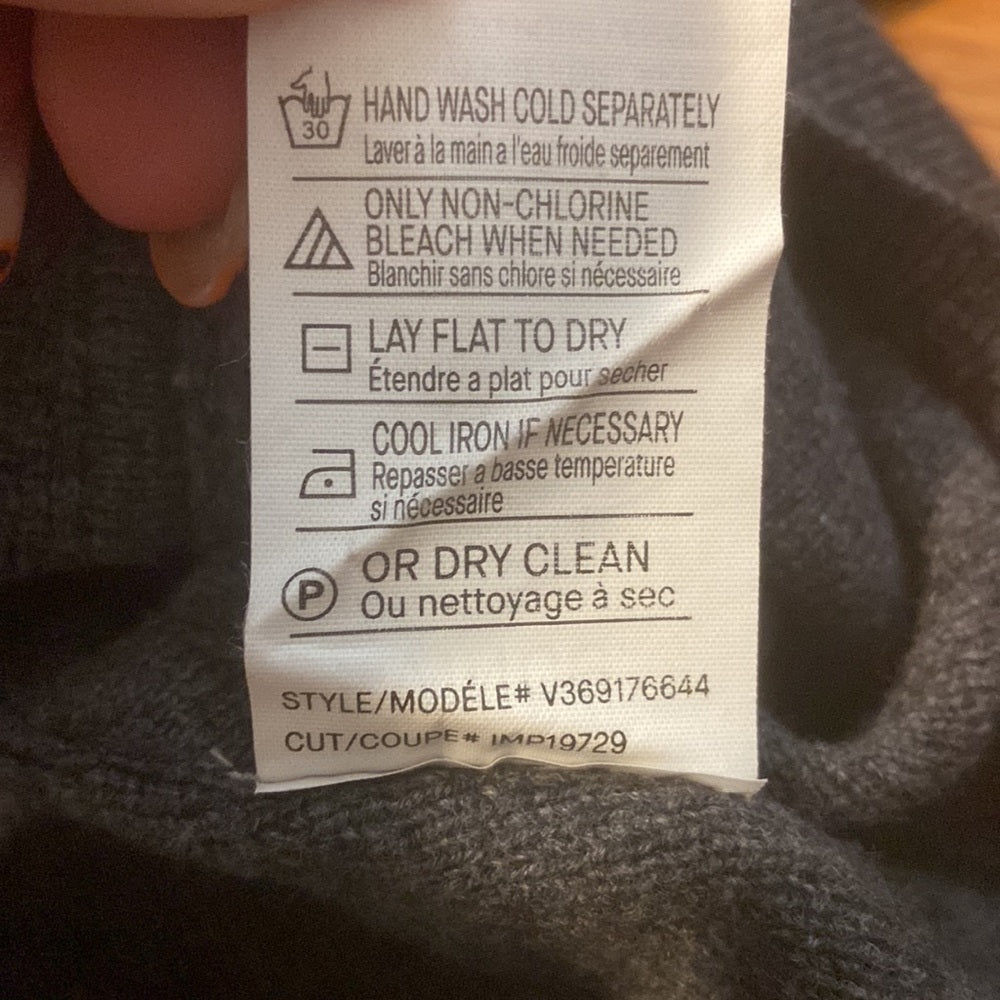 30 HAND WASH COLD SEPARATELY
Laver à la main a l'eau froide separement
ONLY NON-CHLORINE
BLEACH WHEN NEEDED
Blanchir sans chlore si nécessaire
LAY FLAT TO DRY
Étendre a plat pour secher
COOL IRON IF NECESSARY
Repasser a basse temperature
si nécessaire
P OR DRY CLEAN
Ou nettoyage à sec
STYLE/MODÉLE# V369176644
CUT/COUPE# IMP19729